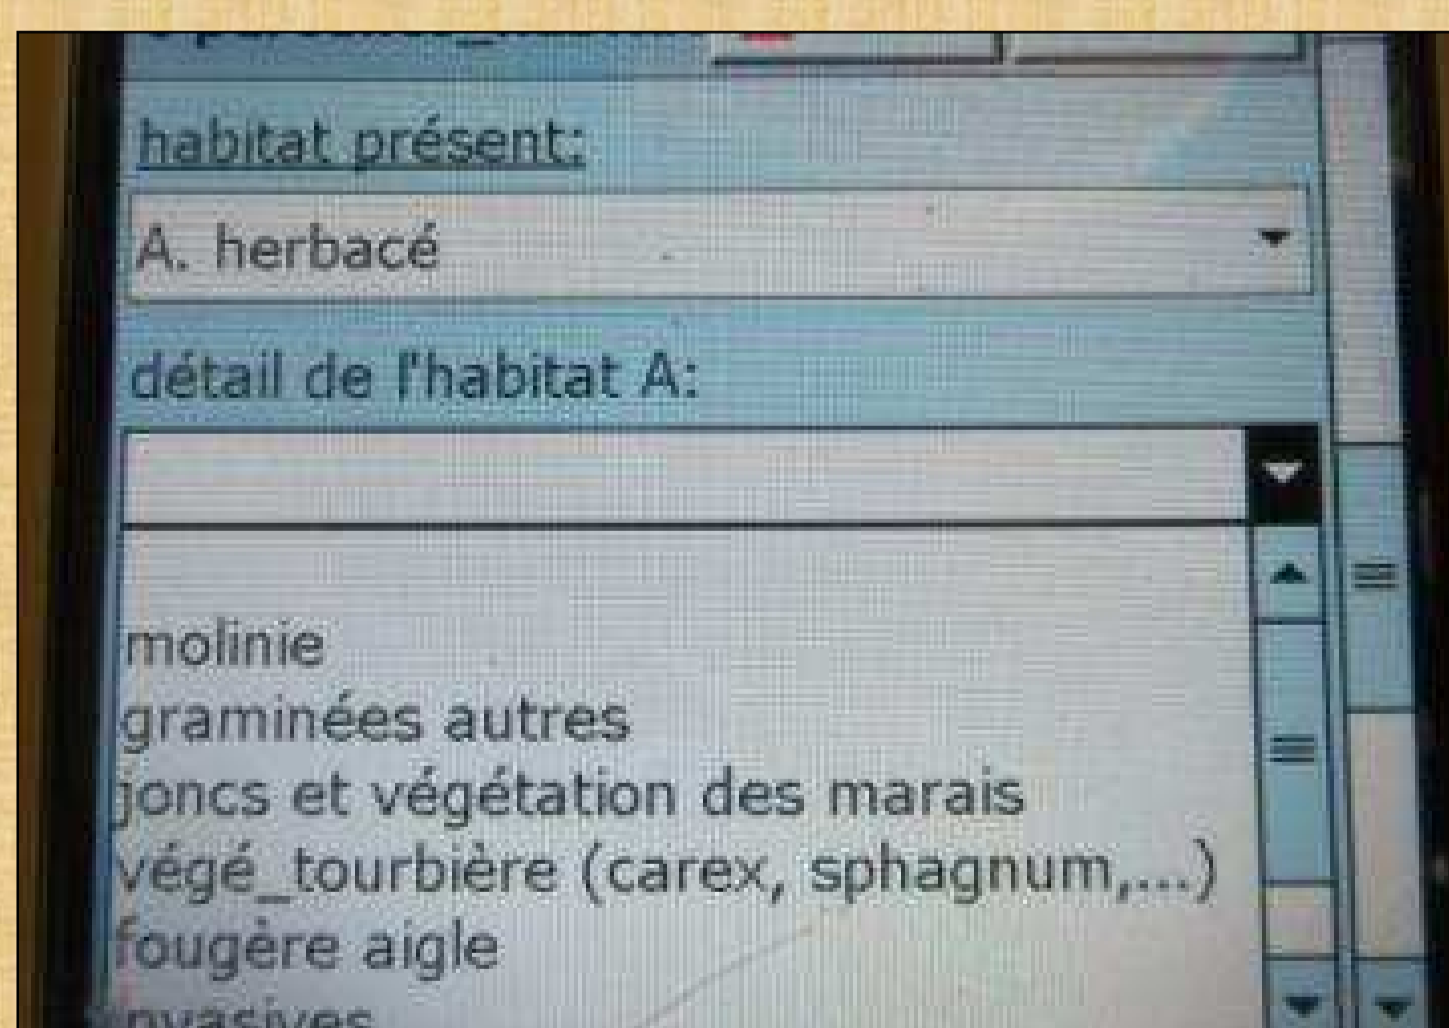 habitat présent:
A. herbacé
détail de l'habitat A:
molinie
graminées autres
joncs et végétation des marais
végé_tourbière (carex, sphagnum,...)
fougère aigle
invasives